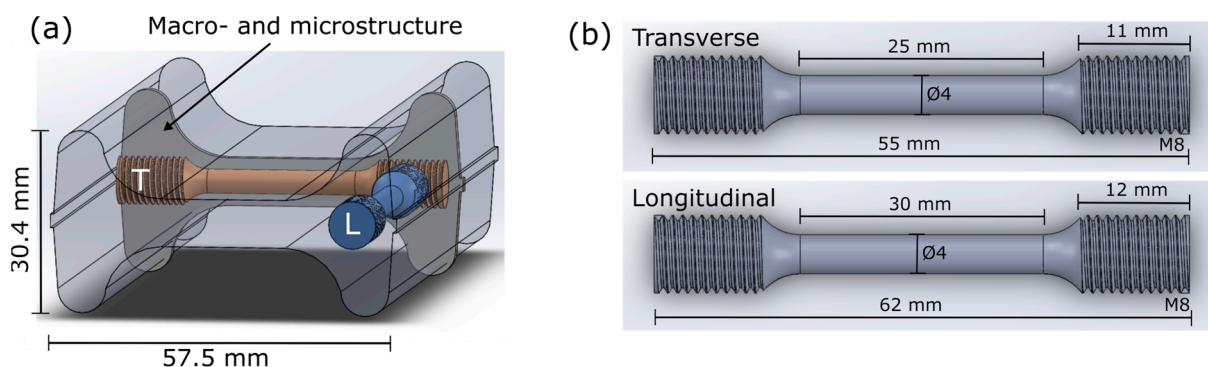 (a)
Macro- and microstructure
T
L
30.4 mm
57.5 mm
(b)
Transverse
25 mm
11 mm
Ø4
55 mm
M8
Longitudinal
30 mm
12 mm
Ø4
62 mm
M8